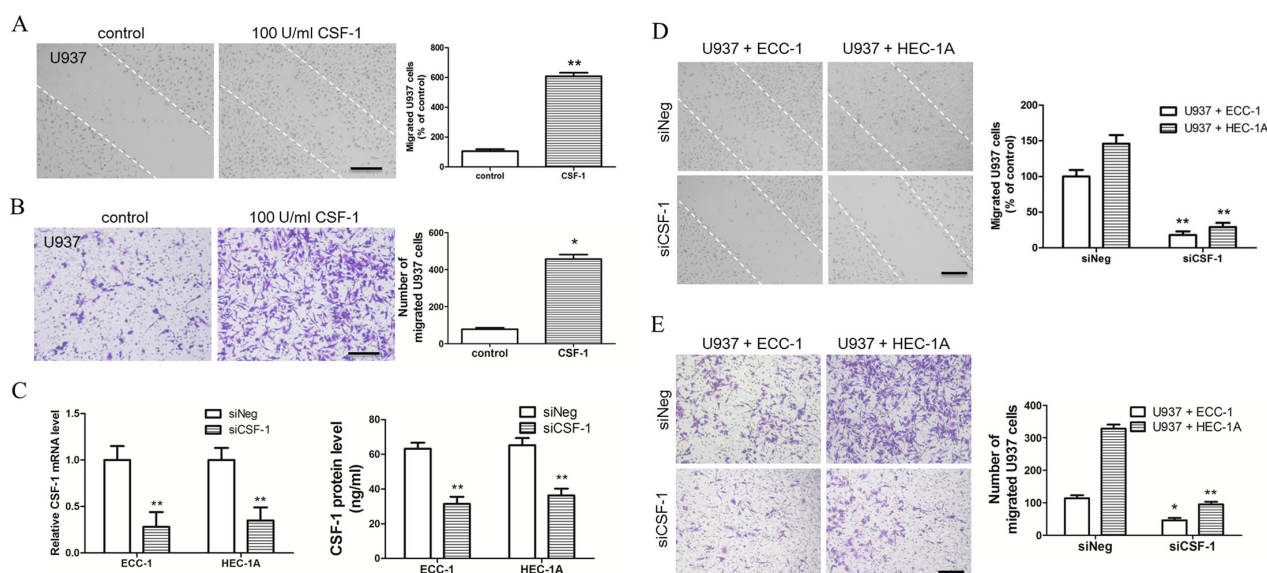 A
control
100 U/ml CSF-1
U937
Migrated U937 cells
(% of control)
800
600
400
200
0
**
control
CSF-1
B
control
100 U/ml CSF-1
U937
Number of
migrated U937 cells
600
400
200
0
*
control
CSF-1
C
Relative CSF-1 mRNA level
1.5
1.0
0.5
0.0
siNeg
siCSF-1
**
**
ECC-1
HEC-1A
CSF-1 protein level
(ng/ml)
80
60
40
20
0
siNeg
siCSF-1
**
**
ECC-1
HEC-1A
D
U937 + ECC-1
U937 + HEC-1A
siNeg
siCSF-1
Migrated U937 cells
(% of control)
200
150
100
50
0
U937 + ECC-1
U937 + HEC-1A
**
**
siNeg
siCSF-1
E
U937 + ECC-1
U937 + HEC-1A
siNeg
siCSF-1
Number of
migrated U937 cells
400
300
200
100
0
U937 + ECC-1
U937 + HEC-1A
*
**
siNeg
siCSF-1